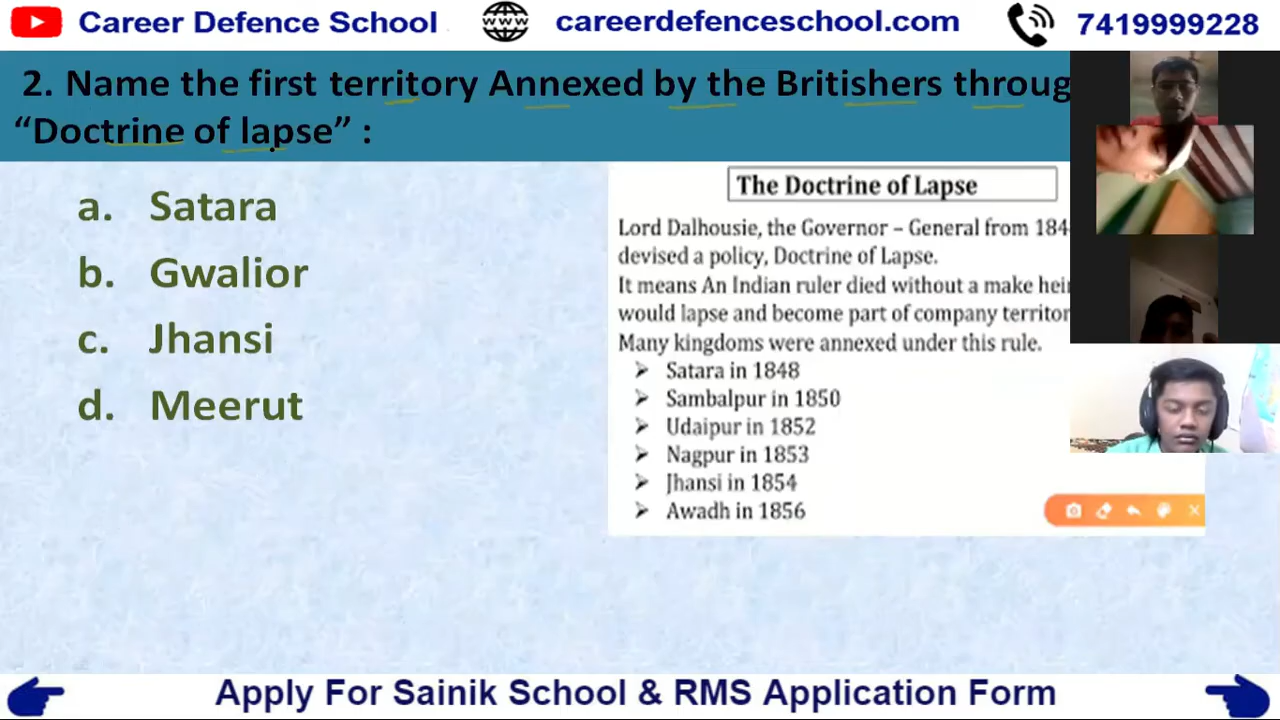 Career Defence School
www
careerdefenceschool.com
7419999228
2. Name the first territory Annexed by the Britishers throug
“Doctrine of lapse” :
a. Satara
b. Gwalior
c. Jhansi
d. Meerut
The Doctrine of Lapse
Lord Dalhousie, the Governor – General from 184
devised a policy, Doctrine of Lapse.
It means An Indian ruler died without a make heir
would lapse and become part of company territor
Many kingdoms were annexed under this rule.
➢ Satara in 1848
➢ Sambalpur in 1850
➢ Udaipur in 1852
➢ Nagpur in 1853
➢ Jhansi in 1854
➢ Awadh in 1856
Apply For Sainik School & RMS Application Form